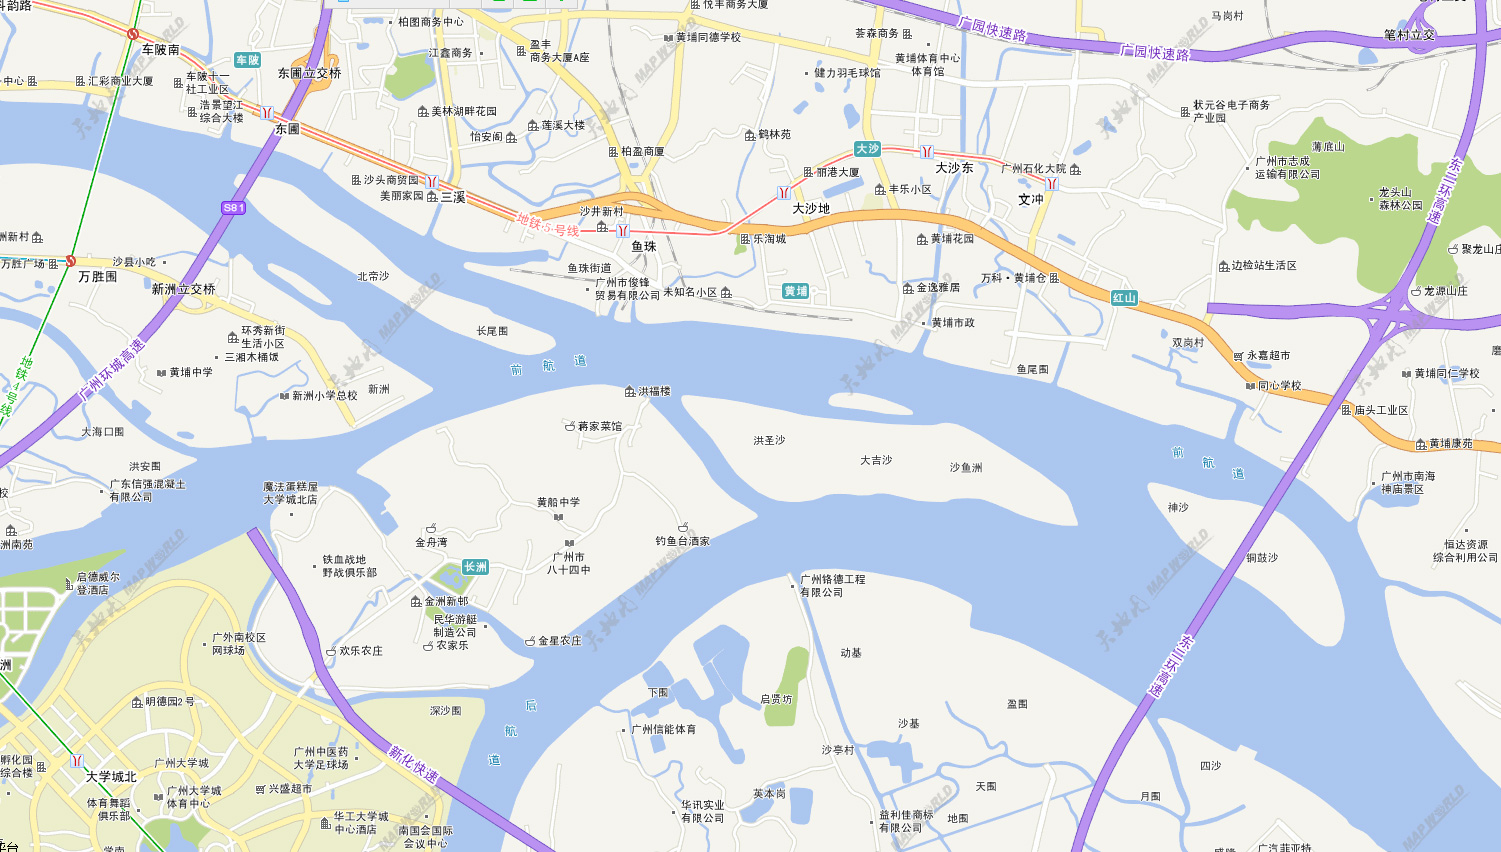 科韵路
柏图商务中心
悦丰商务大厦
马岗村
车陂南
江鑫商务
盈丰
商务大厦A座
黄埔同德学校
荟森商务
广园快速路
广园快速路
笔村立交
车陂
东圃立交桥
黄埔体育中心
体育馆
健力羽毛球馆
中心
汇彩商业大厦
车陂十一
社工业区
浩景望江
综合大楼
美林湖畔花园
状元谷电子商务
产业园
东圃
怡安阁
莲溪大楼
鹤林苑
柏盈商厦
大沙
大沙东
薄底山
广州市志成
运输有限公司
沙头商贸园
美丽家园
三溪
丽港大厦
丰乐小区
广州石化大院
文冲
龙头山
森林公园
东二环高速
S81
沙井新村
地铁5号线
大沙地
鱼珠
乐淘城
黄埔花园
聚龙山庄
洲新村
万胜广场
万胜围
沙县小吃
新洲立交桥
北帝沙
鱼珠街道
广州市俊锋
贸易有限公司
未知名小区
黄埔
金逸雅居
万科·黄埔仓
边检站生活区
红山
龙源山庄
环秀新街
生活小区
三湘木桶饭
长尾围
黄埔市政
双岗村
永嘉超市
广州环城高速
地铁4号线
黄埔中学
前航道
鱼尾围
同心学校
黄埔同仁学校
新洲小学总校
新洲
洪福楼
庙头工业区
大海口围
蒋家菜馆
洪圣沙
黄埔康苑
洪安围
大吉沙
沙鱼洲
前航道
广东信强混凝土
有限公司
魔法蛋糕屋
大学城北店
广州市南海
神庙景区
黄船中学
神沙
洲南苑
金舟湾
钓鱼台酒家
恒达资源
综合利用公司
铁血战地
野战俱乐部
长洲
广州市
八十四中
铜鼓沙
启德威尔
登酒店
广州铬德工程
有限公司
金洲新邨
民华游艇
制造公司
农家乐
金星农庄
广外南校区
网球场
欢乐农庄
动基
东二环高速
洲
明德园2号
下围
启贤坊
深沙围
后航道
盈围
沙基
广州信能体育
沙亭村
孵化园
综合楼
广州大学城
广州中医药
大学足球场
新化快速
四沙
大学城北
兴盛超市
天围
广州大学城
体育中心
英本岗
月围
体育舞蹈
俱乐部
华工大学城
中心酒店
南国会国际
会议中心
华讯实业
有限公司
益利佳商标
有限公司
地围
平台
广汽菲亚特